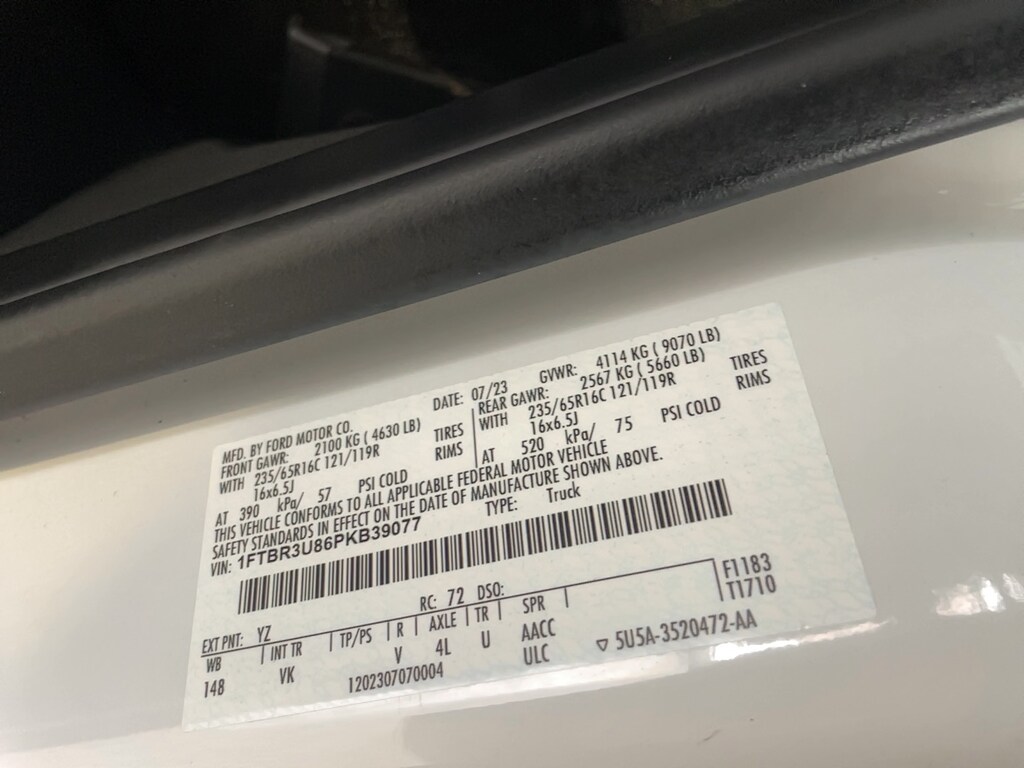 MFD. BY FORD MOTOR CO.
DATE: 07/23 GVWR: 4114 KG ( 9070 LB)
FRONT GAWR: 2100 KG ( 4630 LB)
WITH 235/65R16C 121/119R TIRES
16x6.5J RIMS
AT 390 kPa/ 57 PSI COLD
REAR GAWR: 2567 KG ( 5660 LB)
WITH 235/65R16C 121/119R TIRES
16x6.5J RIMS
AT 520 kPa/ 75 PSI COLD
THIS VEHICLE CONFORMS TO ALL APPLICABLE FEDERAL MOTOR VEHICLE
SAFETY STANDARDS IN EFFECT ON THE DATE OF MANUFACTURE SHOWN ABOVE.
VIN: 1FTBR3U86PKB39077 TYPE: Truck
EXT PNT: YZ RC: 72 DSO:
WB INT TR TP/PS R AXLE TR SPR
148 VK V 4L U AACC
ULC
1202307070004
F1183
T1710
▽ 5U5A-3520472-AA